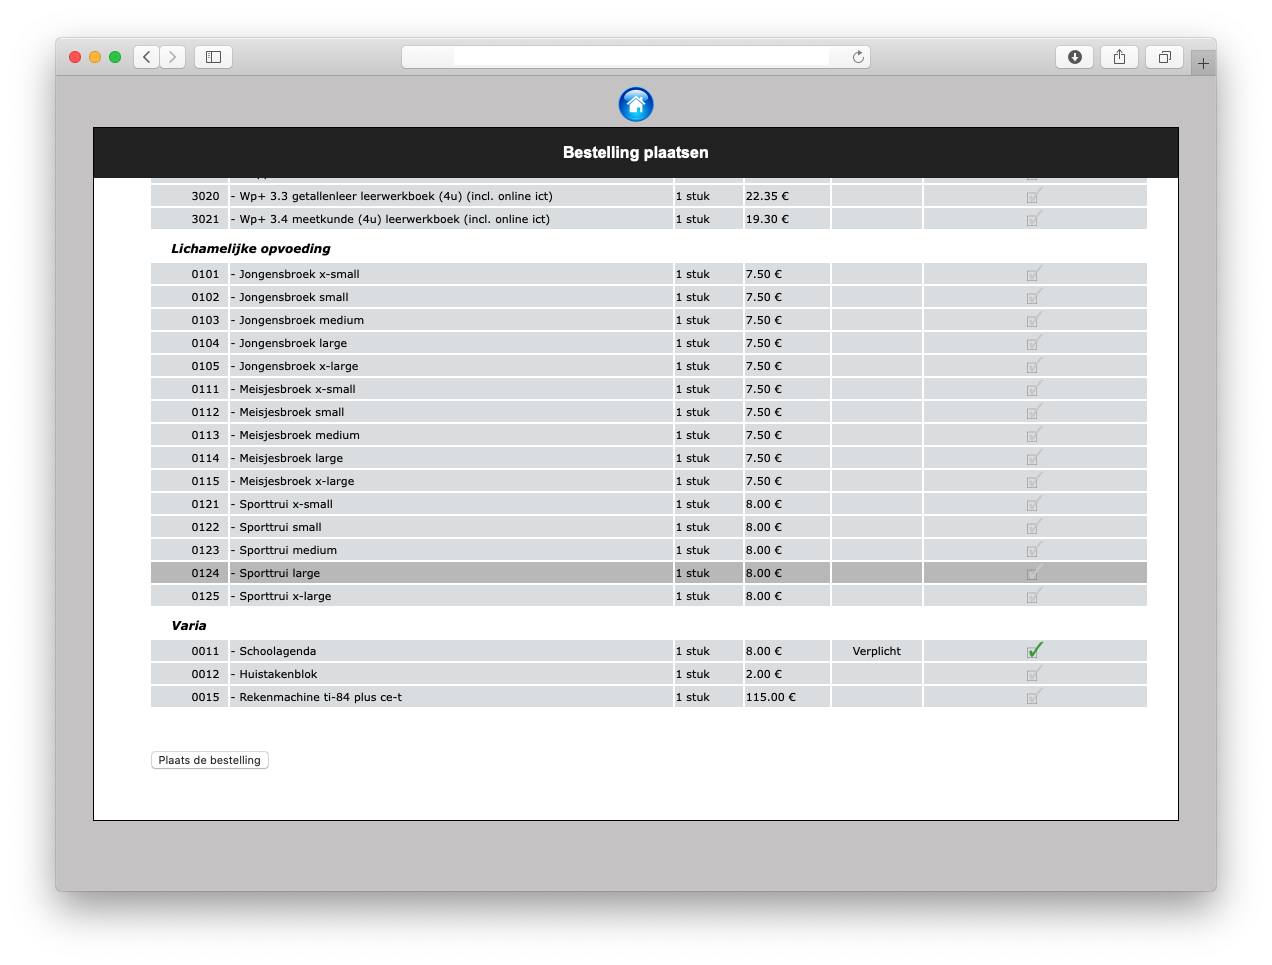 Bestelling plaatsen
3020 - Wp+ 3.3 getallenleer leerwerkboek (4u) (incl. online ict) 1 stuk 22.35 €
3021 - Wp+ 3.4 meetkunde (4u) leerwerkboek (incl. online ict) 1 stuk 19.30 €
Lichamelijke opvoeding
0101 - Jongensbroek x-small 1 stuk 7.50 €
0102 - Jongensbroek small 1 stuk 7.50 €
0103 - Jongensbroek medium 1 stuk 7.50 €
0104 - Jongensbroek large 1 stuk 7.50 €
0105 - Jongensbroek x-large 1 stuk 7.50 €
0111 - Meisjesbroek x-small 1 stuk 7.50 €
0112 - Meisjesbroek small 1 stuk 7.50 €
0113 - Meisjesbroek medium 1 stuk 7.50 €
0114 - Meisjesbroek large 1 stuk 7.50 €
0115 - Meisjesbroek x-large 1 stuk 7.50 €
0121 - Sporttrui x-small 1 stuk 8.00 €
0122 - Sporttrui small 1 stuk 8.00 €
0123 - Sporttrui medium 1 stuk 8.00 €
0124 - Sporttrui large 1 stuk 8.00 €
0125 - Sporttrui x-large 1 stuk 8.00 €
Varia
0011 - Schoolagenda 1 stuk 8.00 € Verplicht
0012 - Huistakenblok 1 stuk 2.00 €
0015 - Rekenmachine ti-84 plus ce-t 1 stuk 115.00 €
Plaats de bestelling